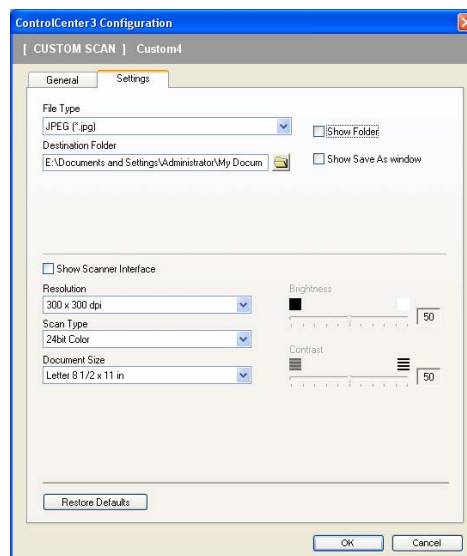 ControlCenter3 Configuration
[ CUSTOM SCAN ] Custom4
General Settings
File Type
JPEG (*.jpg)
Show Folder
Destination Folder
E:\Documents and Settings\Administrator\My Docum
Show Save As window
Show Scanner Interface
Resolution
Brightness
300 x 300 dpi
50
Scan Type
24bit Color
Document Size
Contrast
Letter 8 1/2 x 11 in
50
Restore Defaults
OK Cancel